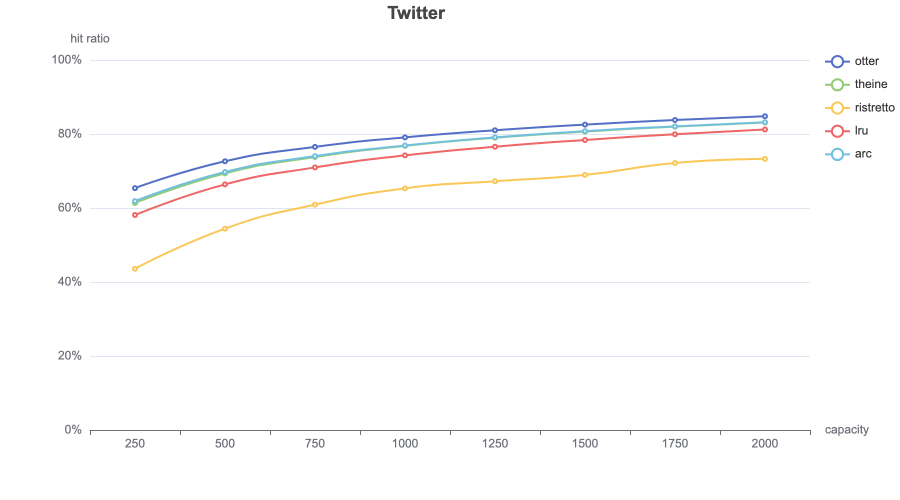 Twitter
hit ratio
100%
80%
60%
40%
20%
0%
250 500 750 1000 1250 1500 1750 2000
capacity
otter
theine
ristretto
lru
arc